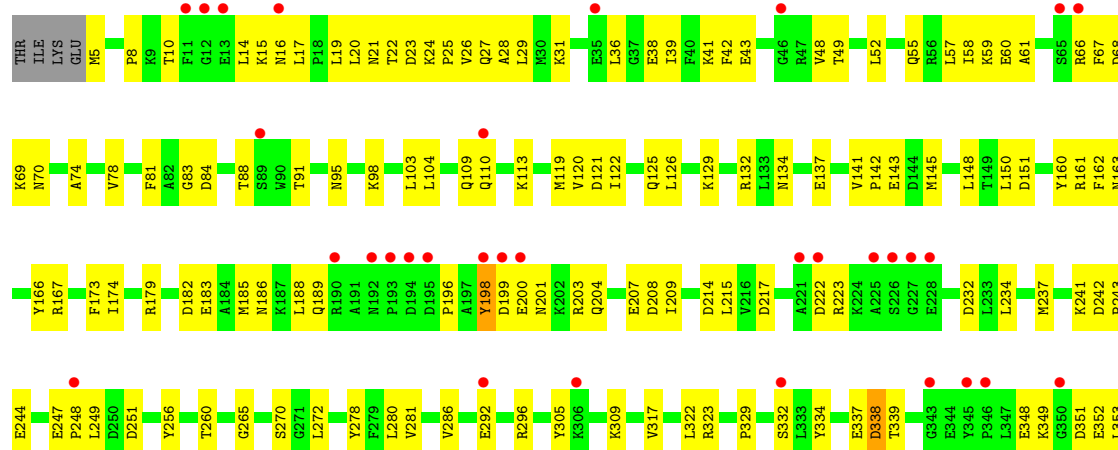 THR ILE LYS GLU M5 P8 K9 T10 F11 G12 E13 L14 K15 N16 L17 P18 L19 L20 N21 T22 D23 K24 P25 V26 Q27 A28 L29 M30 K31 E35 L36 G37 E38 I39 F40 K41 F42 E43 G46 R47 V48 T49 L52 Q55 R56 L57 I58 K59 E60 A61 S65 R66 F67 D68
K69 N70 A74 V78 F81 A82 G83 D84 T88 S89 W90 T91 N95 K98 L103 L104 Q109 Q110 K113 M119 V120 D121 I122 Q125 L126 K129 R132 L133 N134 E137 V141 P142 E143 D144 M145 L148 T149 L150 D151 Y160 R161 F162 N163
Y166 R167 F173 I174 R179 D182 E183 A184 M185 N186 K187 L188 Q189 R190 A191 N192 P193 D194 D195 P196 A197 Y198 D199 E200 N201 K202 R203 Q204 E207 D208 I209 D214 L215 V216 D217 A221 D222 R223 K224 A225 S226 G227 E228 D232 L233 L234 M237 K241 D242
E244 E247 P248 L249 D250 D251 Y256 T260 G265 S270 G271 L272 Y278 F279 L280 V281 V286 E292 R296 Y305 K306 K309 V317 L322 R323 P329 S332 L333 Y334 E337 D338 T339 G343 E344 Y345 P346 L347 E348 K349 G350 D351 E352 L353